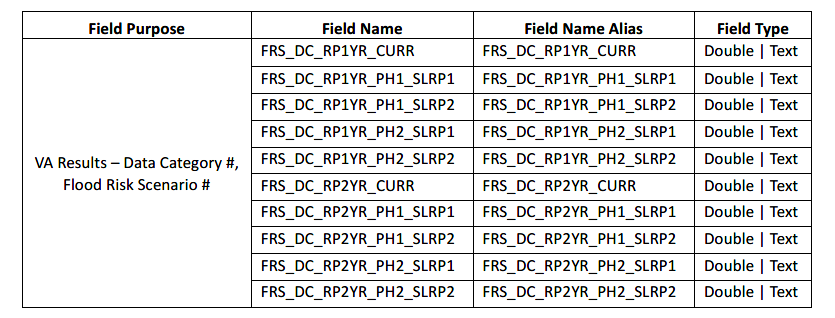 Field Purpose Field Name Field Name Alias Field Type
FRS_DC_RP1YR_CURR FRS_DC_RP1YR_CURR Double | Text
FRS_DC_RP1YR_PH1_SLRP1 FRS_DC_RP1YR_PH1_SLRP1 Double | Text
FRS_DC_RP1YR_PH1_SLRP2 FRS_DC_RP1YR_PH1_SLRP2 Double | Text
FRS_DC_RP1YR_PH2_SLRP1 FRS_DC_RP1YR_PH2_SLRP1 Double | Text
VA Results – Data Category #,
FRS_DC_RP1YR_PH2_SLRP2 FRS_DC_RP1YR_PH2_SLRP2 Double | Text
Flood Risk Scenario #
FRS_DC_RP2YR_CURR FRS_DC_RP2YR_CURR Double | Text
FRS_DC_RP2YR_PH1_SLRP1 FRS_DC_RP2YR_PH1_SLRP1 Double | Text
FRS_DC_RP2YR_PH1_SLRP2 FRS_DC_RP2YR_PH1_SLRP2 Double | Text
FRS_DC_RP2YR_PH2_SLRP1 FRS_DC_RP2YR_PH2_SLRP1 Double | Text
FRS_DC_RP2YR_PH2_SLRP2 FRS_DC_RP2YR_PH2_SLRP2 Double | Text